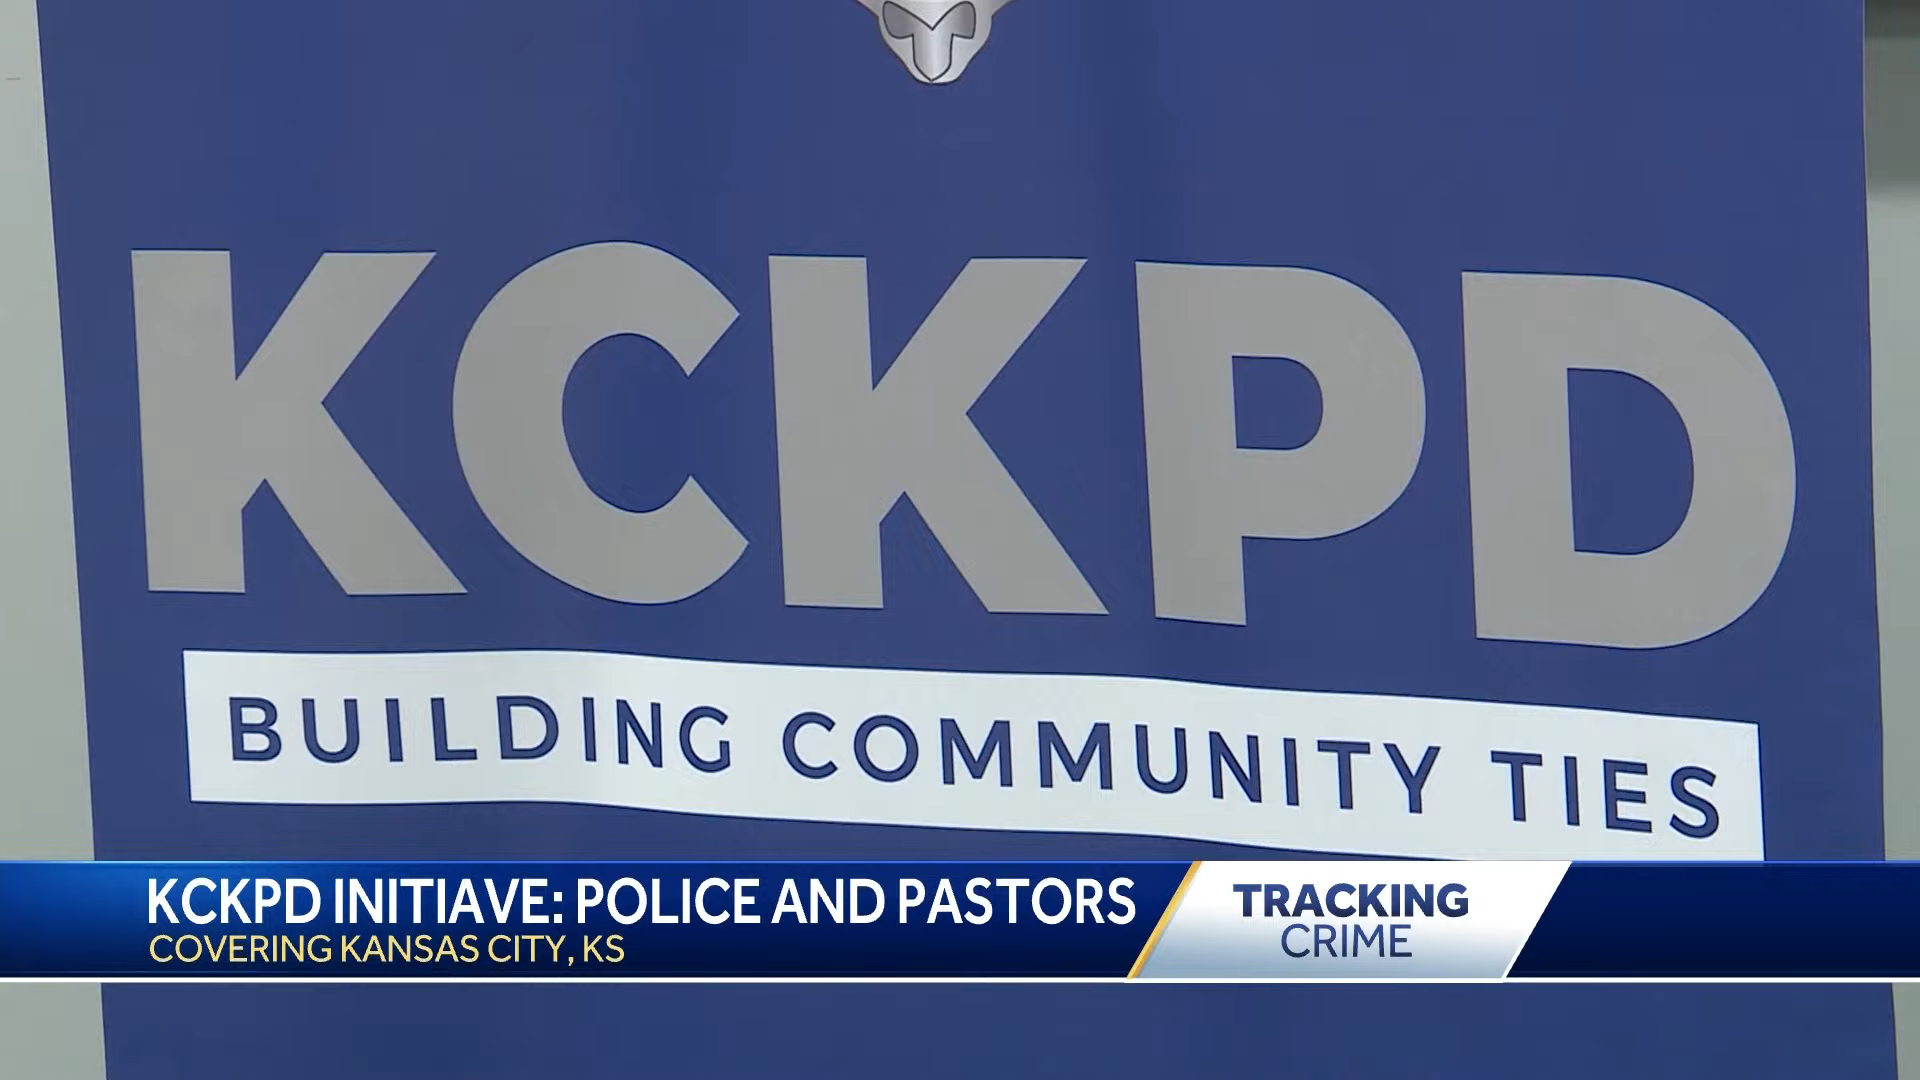 KCKPD
BUILDING COMMUNITY TIES
KCKPD INITIAVE: POLICE AND PASTORS
COVERING KANSAS CITY, KS
TRACKING
CRIME